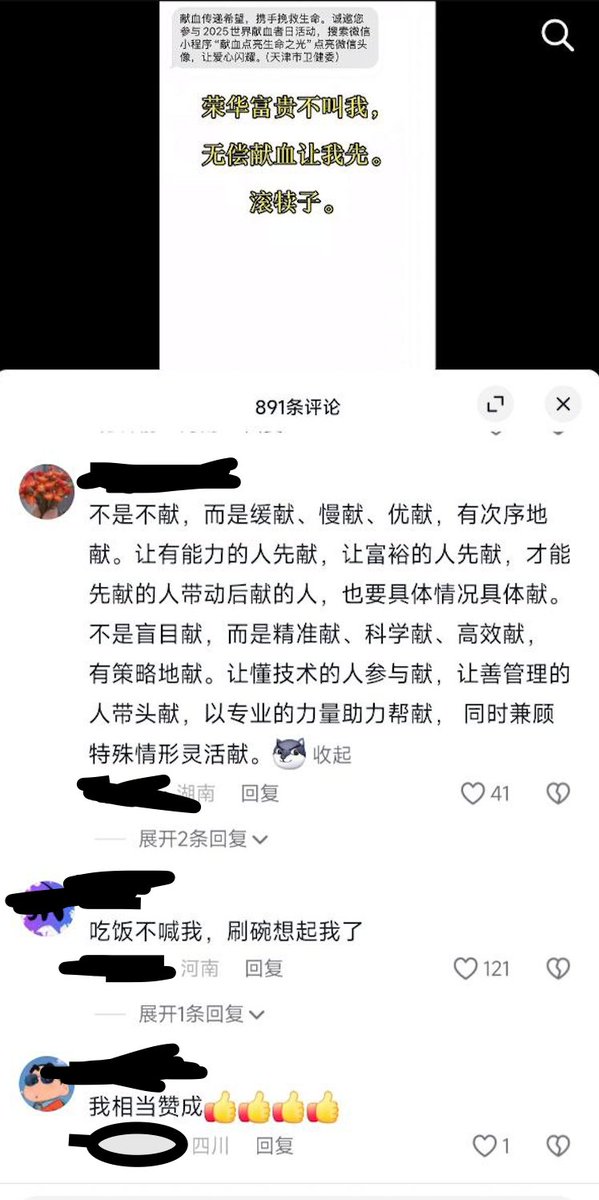 献血传递希望，携手挽救生命。诚邀您
参与2025世界献血者日活动，搜索微信
小程序“献血点亮生命之光”点亮微信头
像，让爱心闪耀。（天津市卫健委）
荣华富贵不叫我，
无偿献血让我先。
滚犊子。
891条评论
不是不献，而是缓献、慢献、优献，有次序地
献。让有能力的人先献，让富裕的人先献，才能
先献的人带动后献的人，也要具体情况具体献。
不是盲目献，而是精准献、科学献、高效献，
有策略地献。让懂技术的人参与献，让善管理的
人带头献，以专业的力量助力帮献， 同时兼顾
特殊情形灵活献。 收起
湖南 回复 41
展开2条回复
吃饭不喊我，刷碗想起我了
河南 回复 121
展开1条回复
我相当赞成👍👍👍👍
四川 回复 1